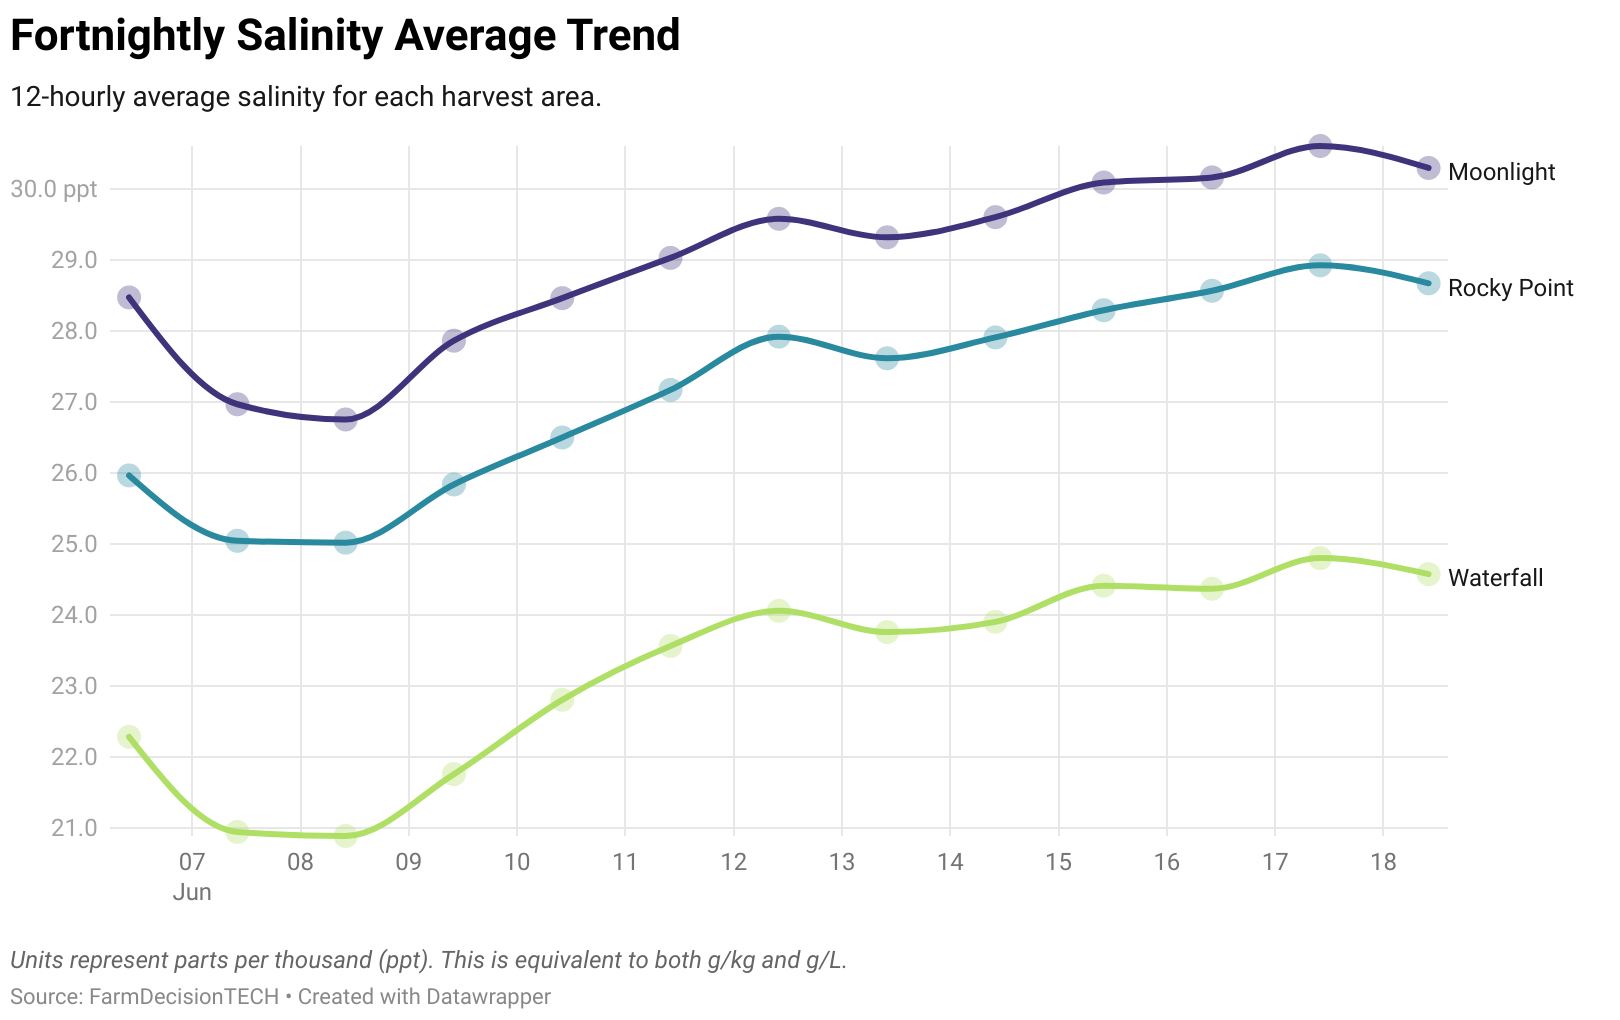 Fortnightly Salinity Average Trend
12-hourly average salinity for each harvest area.
30.0 ppt
29.0
28.0
27.0
26.0
25.0
24.0
23.0
22.0
21.0
Moonlight
Rocky Point
Waterfall
07 08 09 10 11 12 13 14 15 16 17 18
Jun
Units represent parts per thousand (ppt). This is equivalent to both g/kg and g/L.
Source: FarmDecisionTECH • Created with Datawrapper